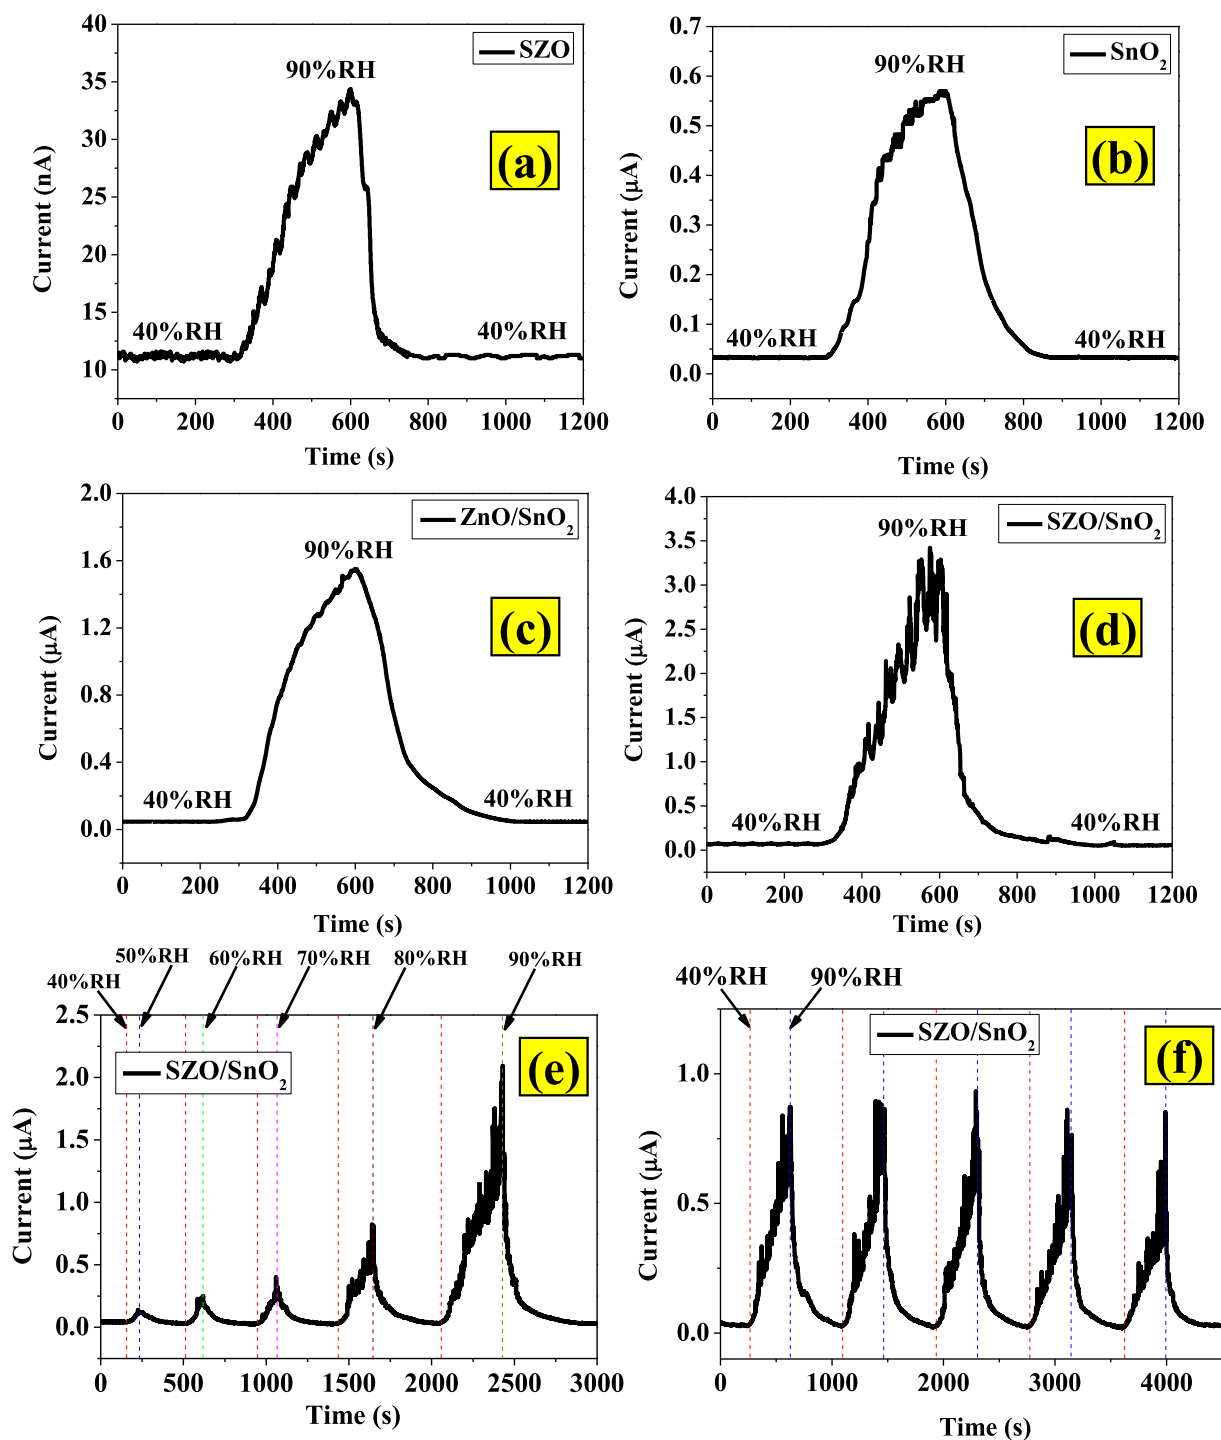 40
35
30
25
20
15
10
Current (nA)
SZO
90%RH
(a)
40%RH
40%RH
0 200 400 600 800 1000 1200
Time (s)
0.7
0.6
0.5
0.4
0.3
0.2
0.1
0.0
Current (μA)
SnO₂
90%RH
(b)
40%RH
40%RH
0 200 400 600 800 1000 1200
Time (s)
2.0
1.6
1.2
0.8
0.4
0.0
Current (μA)
ZnO/SnO₂
90%RH
(c)
40%RH
40%RH
0 200 400 600 800 1000 1200
Time (s)
4.0
3.5
3.0
2.5
2.0
1.5
1.0
0.5
0.0
Current (μA)
SZO/SnO₂
90%RH
(d)
40%RH
40%RH
0 200 400 600 800 1000 1200
Time (s)
40%RH
50%RH
60%RH
70%RH
80%RH
90%RH
2.5
2.0
1.5
1.0
0.5
0.0
Current (μA)
SZO/SnO₂
(e)
0 500 1000 1500 2000 2500 3000
Time (s)
40%RH
90%RH
1.0
0.5
0.0
Current (μA)
SZO/SnO₂
(f)
0 1000 2000 3000 4000
Time (s)